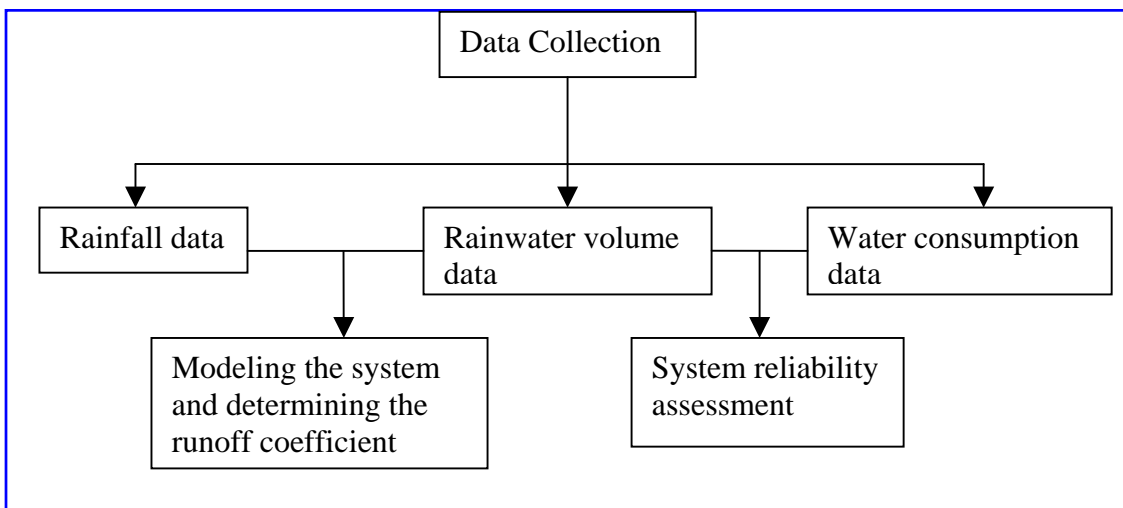 Data Collection
Rainfall data
Rainwater volume
data
Water consumption
data
Modeling the system
and determining the
runoff coefficient
System reliability
assessment